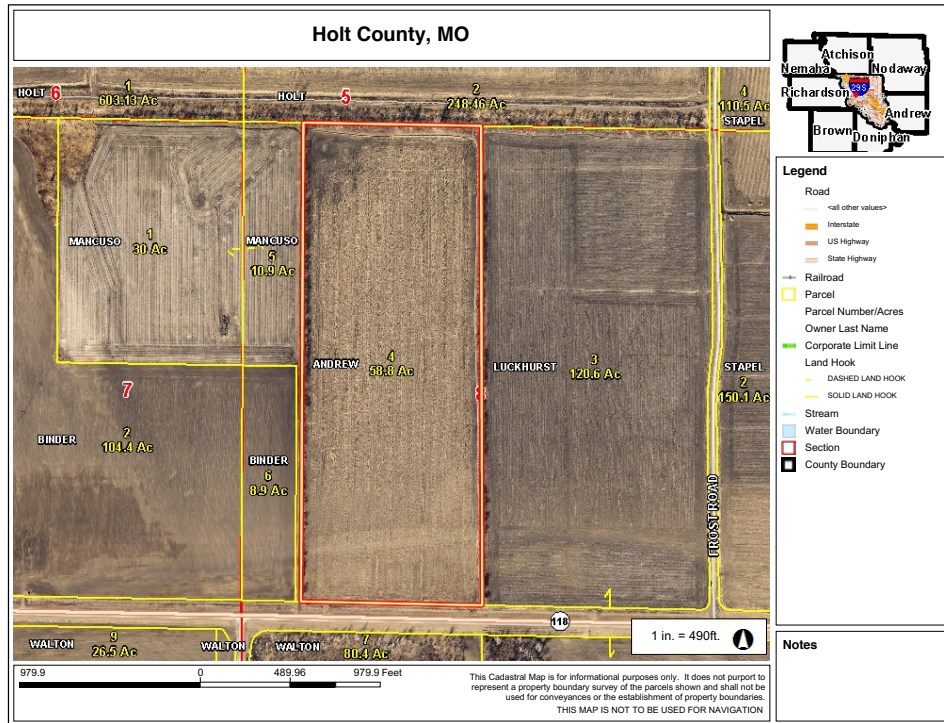 Holt County, MO
HOLT
6
1
603.13 Ac
HOLT
5
2
248.46 Ac
4
110.5 Ac
STAPEL
MANCUSO
1
30 Ac
MANCUSO
5
10.9 Ac
ANDREW
4
58.8 Ac
LUCKHURST
3
120.6 Ac
8
STAPEL
2
150.1 Ac
7
BINDER
2
104.4 Ac
BINDER
6
8.9 Ac
FROST ROAD
118
WALTON
9
26.5 Ac
WALTON
WALTON
7
80.4 Ac
1 in. = 490ft.
979.9 0 489.96 979.9 Feet
This Cadastral Map is for informational purposes only. It does not purport to
represent a property boundary survey of the parcels shown and shall not be
used for conveyances or the establishment of property boundaries.
THIS MAP IS NOT TO BE USED FOR NAVIGATION
Atchison
Nemaha
Nodaway
Richardson
29S
Andrew
Brown
Doniphan
Legend
Road
<all other values>
Interstate
US Highway
State Highway
Railroad
Parcel
Parcel Number/Acres
Owner Last Name
Corporate Limit Line
Land Hook
DASHED LAND HOOK
SOLID LAND HOOK
Stream
Water Boundary
Section
County Boundary
Notes